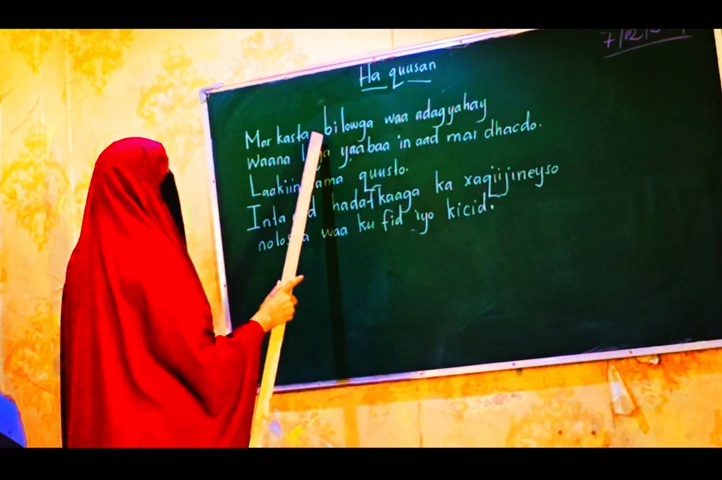 Ha quusan
Mar kasta bilowga waa adagyahay
waana yaabaa in aad mar dhacdo.
Laakiin ama quusto.
Inta hadafkaaga ka xaqiijineyso
waa ku fid iyo kicid.